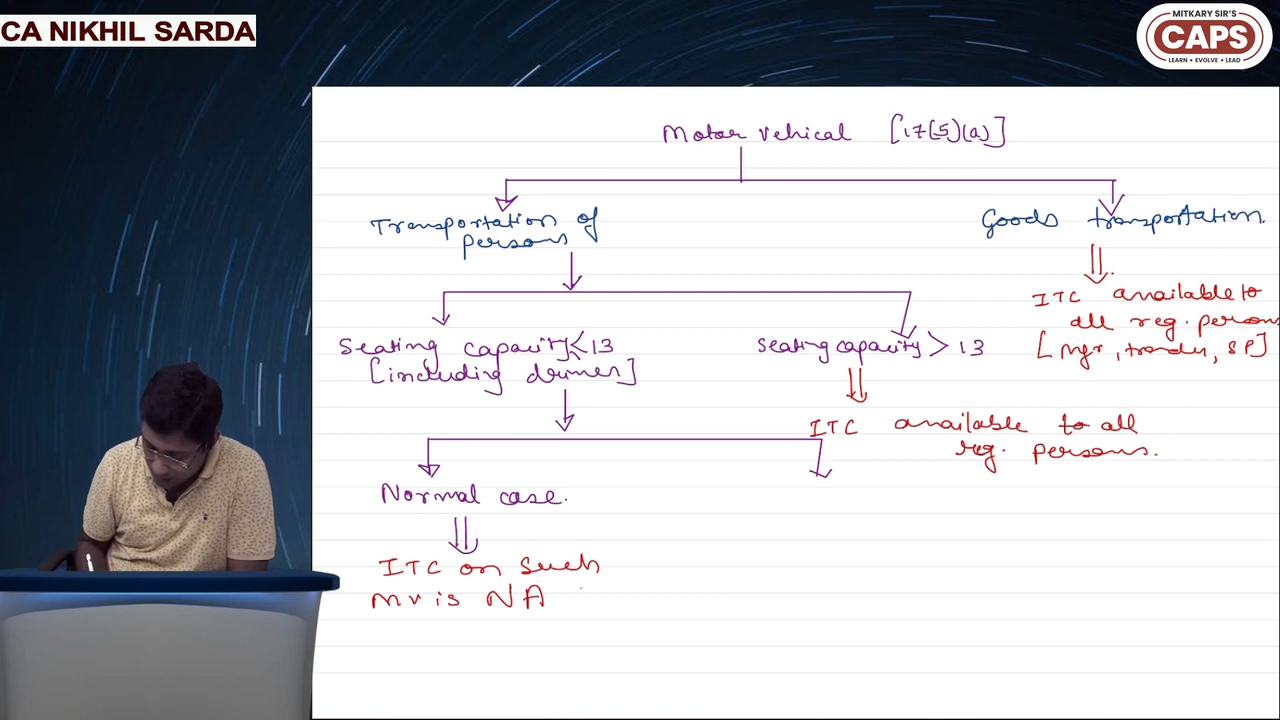 CA NIKHIL SARDA
MITKARY SIR'S
CAPS
LEARN • EVOLVE • LEAD
Motor vehical [17(5)(a)]
Transportation of
persons
Goods transportation.
ITC available to
all reg. person
[Mgr, trader, SP]
Seating capacity < 13
[including driver]
Seating capacity > 13
ITC available to all
reg. persons.
Normal case.
ITC on such
MV is NA